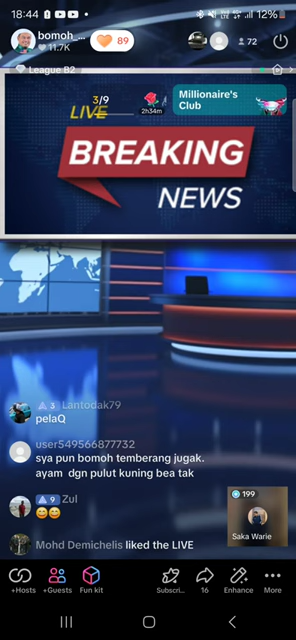 18:44
12%
bomoh_...
11.7K
89
72
League B2
3/9
LIVE
2h34m
Millionaire's
Club
BREAKING
NEWS
3 Lantodak79
pelaQ
user549566877732
sya pun bomoh temberang jugak.
ayam dgn pulut kuning bea tak
9 Zul
199
Saka Warie
Mohd Demichelis liked the LIVE
+Hosts
+Guests
Fun kit
Subscri...
16
Enhance
More